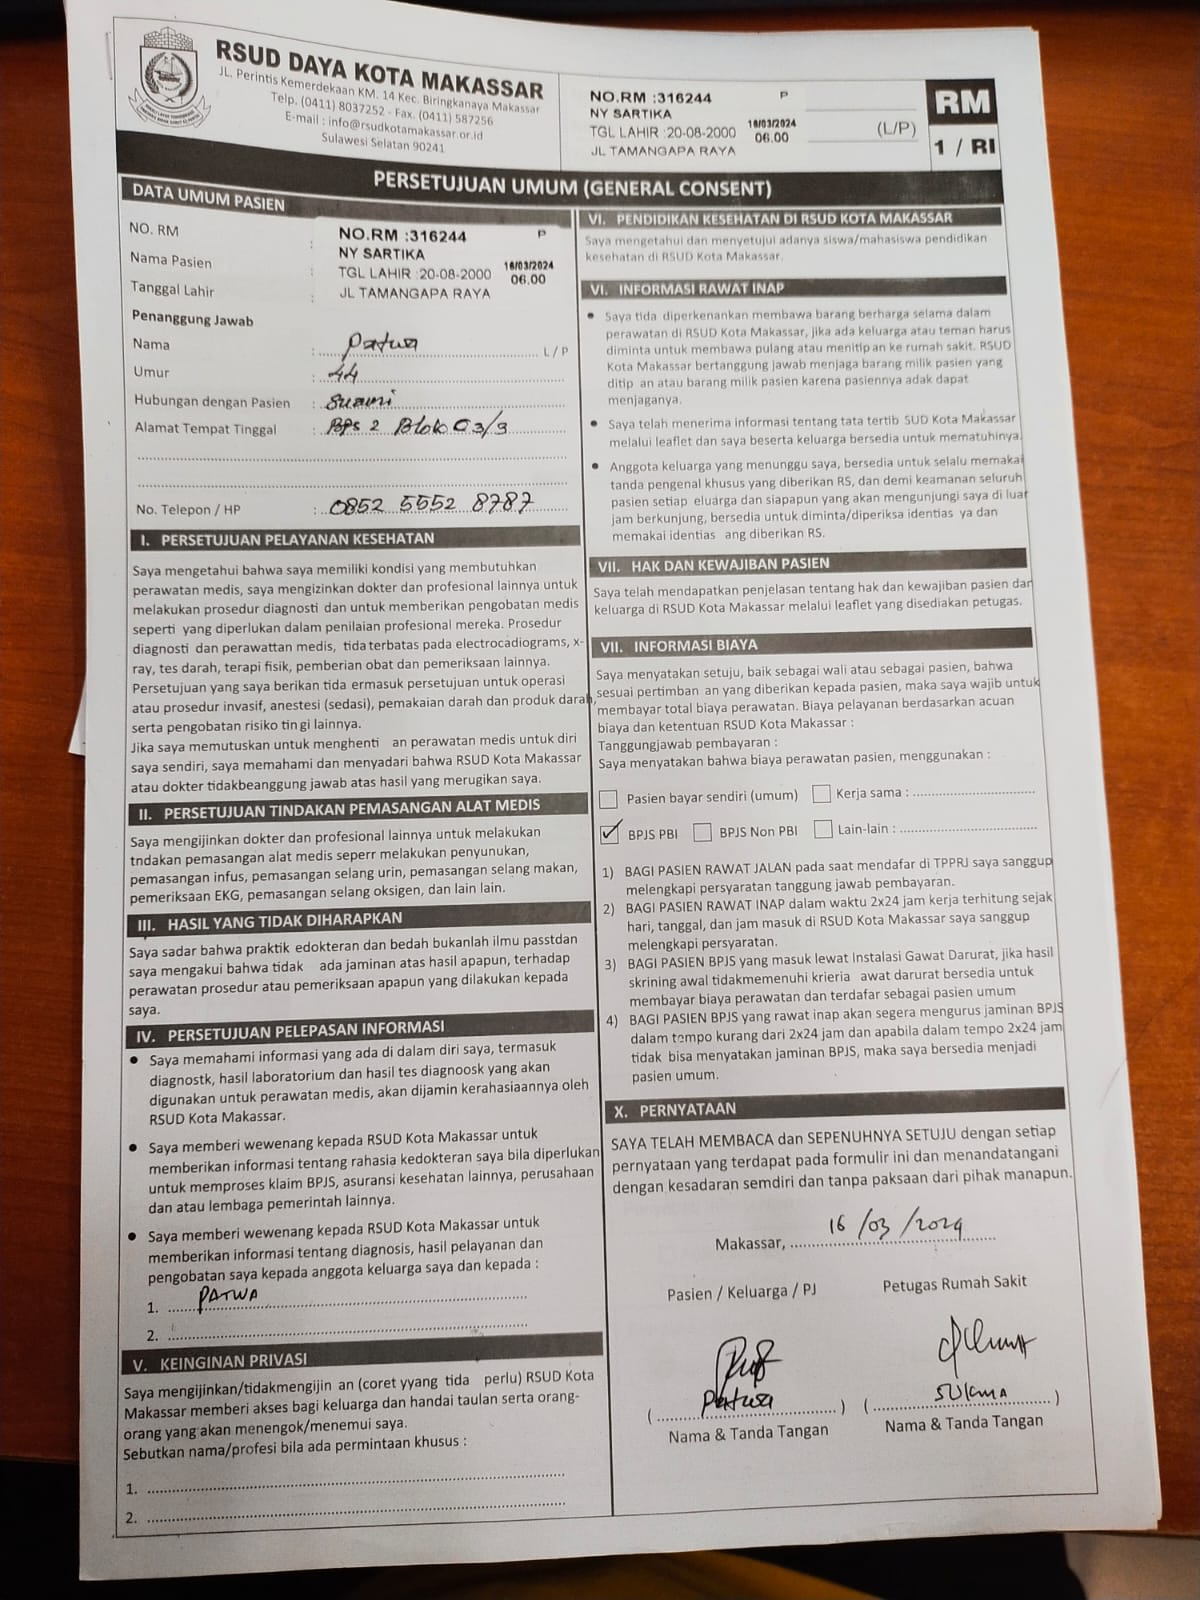 RSUD DAYA KOTA MAKASSAR
JL. Perintis Kemerdekaan KM. 14 Kec. Biringkanaya Makassar
Telp. (0411) 8037252 - Fax. (0411) 587256
E-mail : info@rsudkotamakassar.or.id
Sulawesi Selatan 90241
NO.RM :316244 P
NY SARTIKA
TGL LAHIR :20-08-2000 16/03/2024
JL TAMANGAPA RAYA 06.00
(L/P)
RM
1 / RI
PERSETUJUAN UMUM (GENERAL CONSENT)
DATA UMUM PASIEN
NO. RM : NO.RM :316244 P
Nama Pasien : NY SARTIKA
TGL LAHIR :20-08-2000 16/03/2024
Tanggal Lahir : JL TAMANGAPA RAYA 06.00
Penanggung Jawab
Nama : Patwa L / P
Umur : 44
Hubungan dengan Pasien : Suami
Alamat Tempat Tinggal : Bps 2 Blok C3/3
No. Telepon / HP : 0852 5552 8787
I. PERSETUJUAN PELAYANAN KESEHATAN
Saya mengetahui bahwa saya memiliki kondisi yang membutuhkan
perawatan medis, saya mengizinkan dokter dan profesional lainnya untuk
melakukan prosedur diagnosti dan untuk memberikan pengobatan medis
seperti yang diperlukan dalam penilaian profesional mereka. Prosedur
diagnosti dan perawattan medis, tida terbatas pada electrocadiograms, x-
ray, tes darah, terapi fisik, pemberian obat dan pemeriksaan lainnya.
Persetujuan yang saya berikan tida ermasuk persetujuan untuk operasi
atau prosedur invasif, anestesi (sedasi), pemakaian darah dan produk darah,
serta pengobatan risiko tin gi lainnya.
Jika saya memutuskan untuk menghenti an perawatan medis untuk diri
saya sendiri, saya memahami dan menyadari bahwa RSUD Kota Makassar
atau dokter tidakbeanggung jawab atas hasil yang merugikan saya.
II. PERSETUJUAN TINDAKAN PEMASANGAN ALAT MEDIS
Saya mengijinkan dokter dan profesional lainnya untuk melakukan
tndakan pemasangan alat medis seperr melakukan penyunukan,
pemasangan infus, pemasangan selang urin, pemasangan selang makan,
pemeriksaan EKG, pemasangan selang oksigen, dan lain lain.
III. HASIL YANG TIDAK DIHARAPKAN
Saya sadar bahwa praktik edokteran dan bedah bukanlah ilmu passtdan
saya mengakui bahwa tidak ada jaminan atas hasil apapun, terhadap
perawatan prosedur atau pemeriksaan apapun yang dilakukan kepada
saya.
IV. PERSETUJUAN PELEPASAN INFORMASI
• Saya memahami informasi yang ada di dalam diri saya, termasuk
diagnostk, hasil laboratorium dan hasil tes diagnoosk yang akan
digunakan untuk perawatan medis, akan dijamin kerahasiaannya oleh
RSUD Kota Makassar.
• Saya memberi wewenang kepada RSUD Kota Makassar untuk
memberikan informasi tentang rahasia kedokteran saya bila diperlukan
untuk memproses klaim BPJS, asuransi kesehatan lainnya, perusahaan
dan atau lembaga pemerintah lainnya.
• Saya memberi wewenang kepada RSUD Kota Makassar untuk
memberikan informasi tentang diagnosis, hasil pelayanan dan
pengobatan saya kepada anggota keluarga saya dan kepada :
1. PATWA
2.
V. KEINGINAN PRIVASI
Saya mengijinkan/tidakmengijin an (coret yyang tida perlu) RSUD Kota
Makassar memberi akses bagi keluarga dan handai taulan serta orang-
orang yang akan menengok/menemui saya.
Sebutkan nama/profesi bila ada permintaan khusus :
1.
2.
VI. PENDIDIKAN KESEHATAN DI RSUD KOTA MAKASSAR
Saya mengetahui dan menyetujui adanya siswa/mahasiswa pendidikan
kesehatan di RSUD Kota Makassar.
VI. INFORMASI RAWAT INAP
• Saya tida diperkenankan membawa barang berharga selama dalam
perawatan di RSUD Kota Makassar, jika ada keluarga atau teman harus
diminta untuk membawa pulang atau menitip an ke rumah sakit. RSUD
Kota Makassar bertanggung jawab menjaga barang milik pasien yang
ditip an atau barang milik pasien karena pasiennya adak dapat
menjaganya.
• Saya telah menerima informasi tentang tata tertib SUD Kota Makassar
melalui leaflet dan saya beserta keluarga bersedia untuk mematuhinya.
• Anggota keluarga yang menunggu saya, bersedia untuk selalu memakai
tanda pengenal khusus yang diberikan RS, dan demi keamanan seluruh
pasien setiap eluarga dan siapapun yang akan mengunjungi saya di luar
jam berkunjung, bersedia untuk diminta/diperiksa identias ya dan
memakai identias ang diberikan RS.
VII. HAK DAN KEWAJIBAN PASIEN
Saya telah mendapatkan penjelasan tentang hak dan kewajiban pasien dan
keluarga di RSUD Kota Makassar melalui leaflet yang disediakan petugas.
VII. INFORMASI BIAYA
Saya menyatakan setuju, baik sebagai wali atau sebagai pasien, bahwa
sesuai pertimban an yang diberikan kepada pasien, maka saya wajib untuk
membayar total biaya perawatan. Biaya pelayanan berdasarkan acuan
biaya dan ketentuan RSUD Kota Makassar :
Tanggungjawab pembayaran :
Saya menyatakan bahwa biaya perawatan pasien, menggunakan :
Pasien bayar sendiri (umum) Kerja sama :
✓ BPJS PBI BPJS Non PBI Lain-lain :
1) BAGI PASIEN RAWAT JALAN pada saat mendafar di TPPRJ saya sanggup
melengkapi persyaratan tanggung jawab pembayaran.
2) BAGI PASIEN RAWAT INAP dalam waktu 2x24 jam kerja terhitung sejak
hari, tanggal, dan jam masuk di RSUD Kota Makassar saya sanggup
melengkapi persyaratan.
3) BAGI PASIEN BPJS yang masuk lewat Instalasi Gawat Darurat, jika hasil
skrining awal tidakmemenuhi krieria awat darurat bersedia untuk
membayar biaya perawatan dan terdafar sebagai pasien umum
4) BAGI PASIEN BPJS yang rawat inap akan segera mengurus jaminan BPJS
dalam tempo kurang dari 2x24 jam dan apabila dalam tempo 2x24 jam
tidak bisa menyatakan jaminan BPJS, maka saya bersedia menjadi
pasien umum.
X. PERNYATAAN
SAYA TELAH MEMBACA dan SEPENUHNYA SETUJU dengan setiap
pernyataan yang terdapat pada formulir ini dan menandatangani
dengan kesadaran semdiri dan tanpa paksaan dari pihak manapun.
Makassar, 16/03/2024
Pasien / Keluarga / PJ Petugas Rumah Sakit
( Patwa ) ( )
Nama & Tanda Tangan Nama & Tanda Tangan